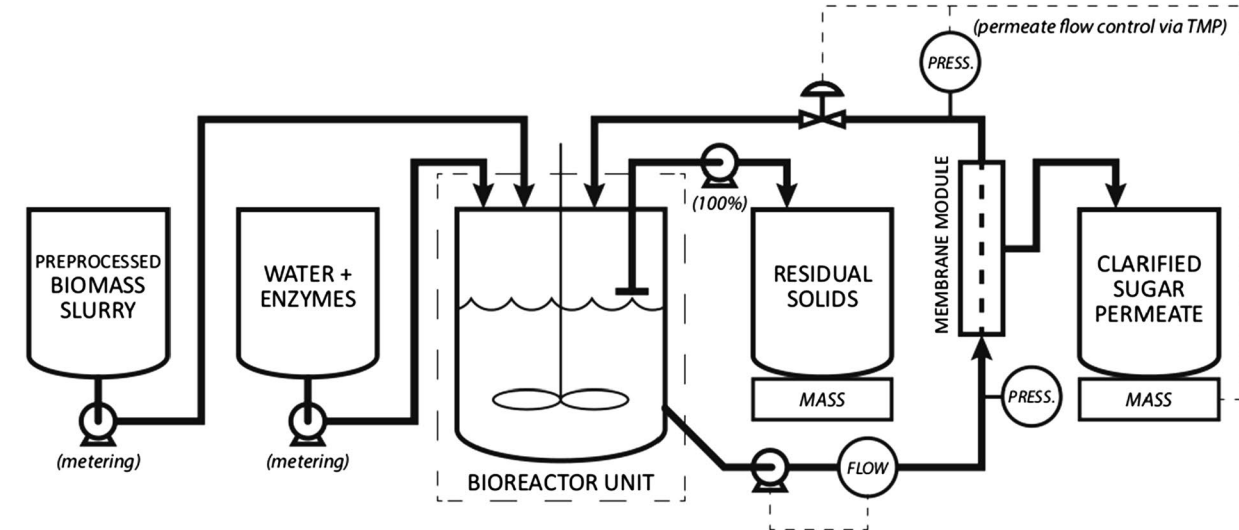 (permeate flow control via TMP)
PRESS.
(100%)
MEMBRANE MODULE
PREPROCESSED
BIOMASS
SLURRY
WATER +
ENZYMES
RESIDUAL
SOLIDS
CLARIFIED
SUGAR
PERMEATE
MASS
PRESS.
MASS
(metering)
(metering)
BIOREACTOR UNIT
FLOW